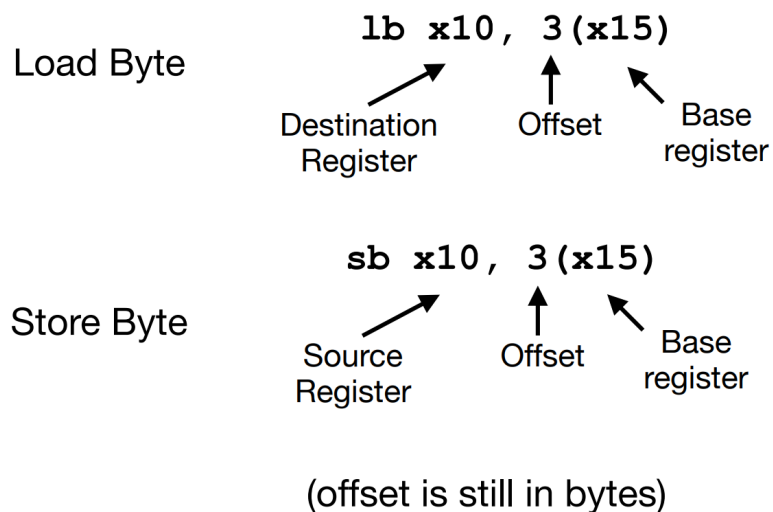 lb x10, 3(x15)
Load Byte
Destination
Register
Offset
Base
register
sb x10, 3(x15)
Store Byte
Source
Register
Offset
Base
register
(offset is still in bytes)